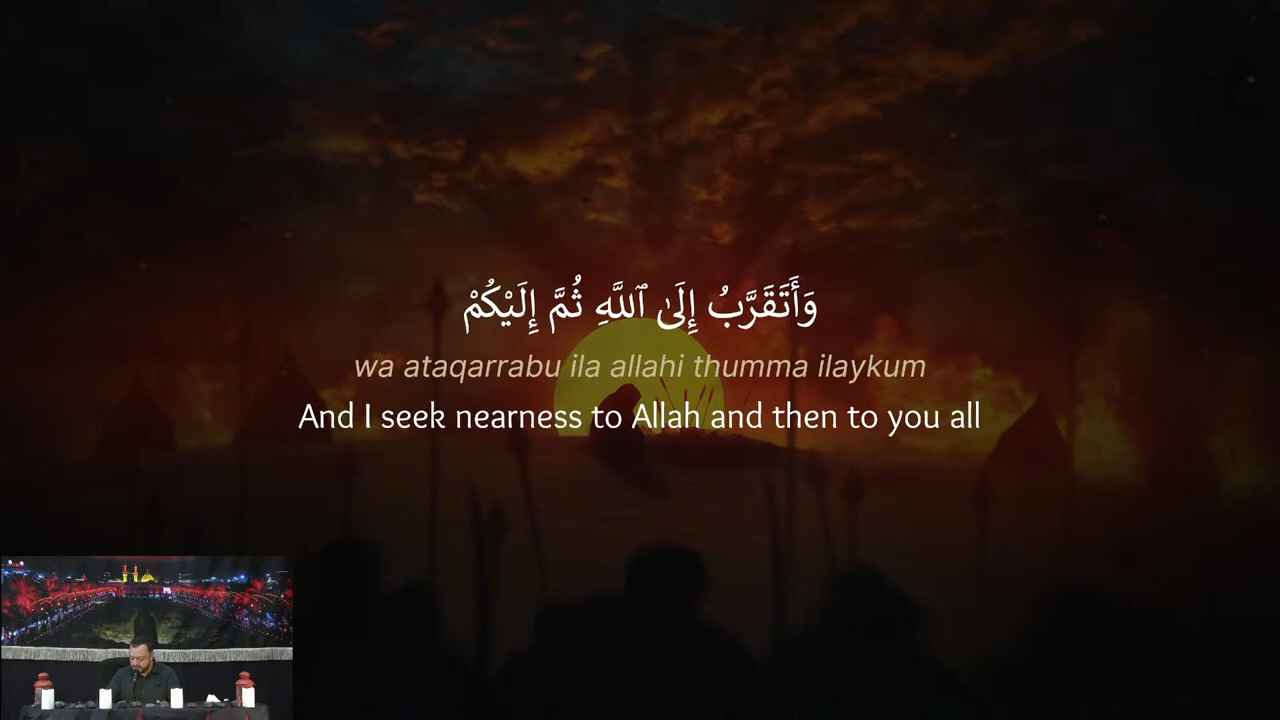 وَأَتَقَرَّبُ إِلَىٰ ٱللَّهِ ثُمَّ إِلَيْكُمْ
wa ataqarrabu ila allahi thumma ilaykum
And I seek nearness to Allah and then to you all